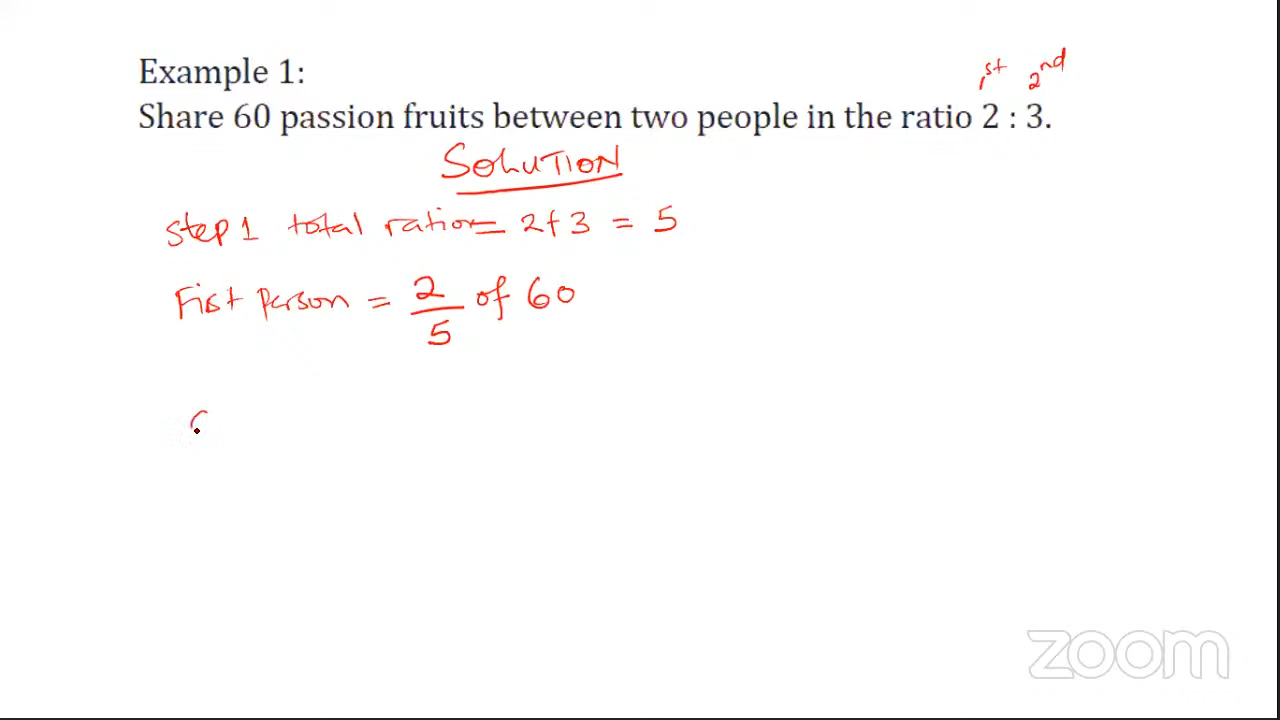 Example 1:
1st 2nd
Share 60 passion fruits between two people in the ratio 2 : 3.
SOLUTION
Step 1 total ratio = 2+3 = 5
First person = 2/5 of 60
zoom